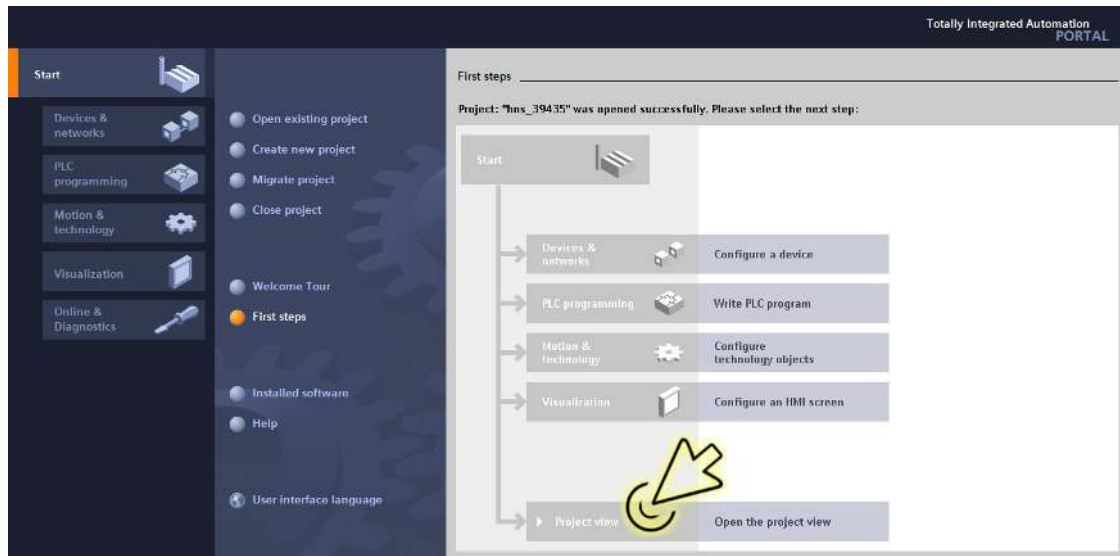 Totally Integrated Automation
PORTAL
Start
Devices &
networks
PLC
programming
Motion &
technology
Visualization
Online &
Diagnostics
Open existing project
Create new project
Migrate project
Close project
Welcome Tour
First steps
Installed software
Help
User interface language
First steps
Project: "hns_39435" was opened successfully. Please select the next step:
Start
Devices &
networks
Configure a device
PLC programming
Write PLC program
Motion &
technology
Configure
technology objects
Visualization
Configure an HMI screen
Project view
Open the project view